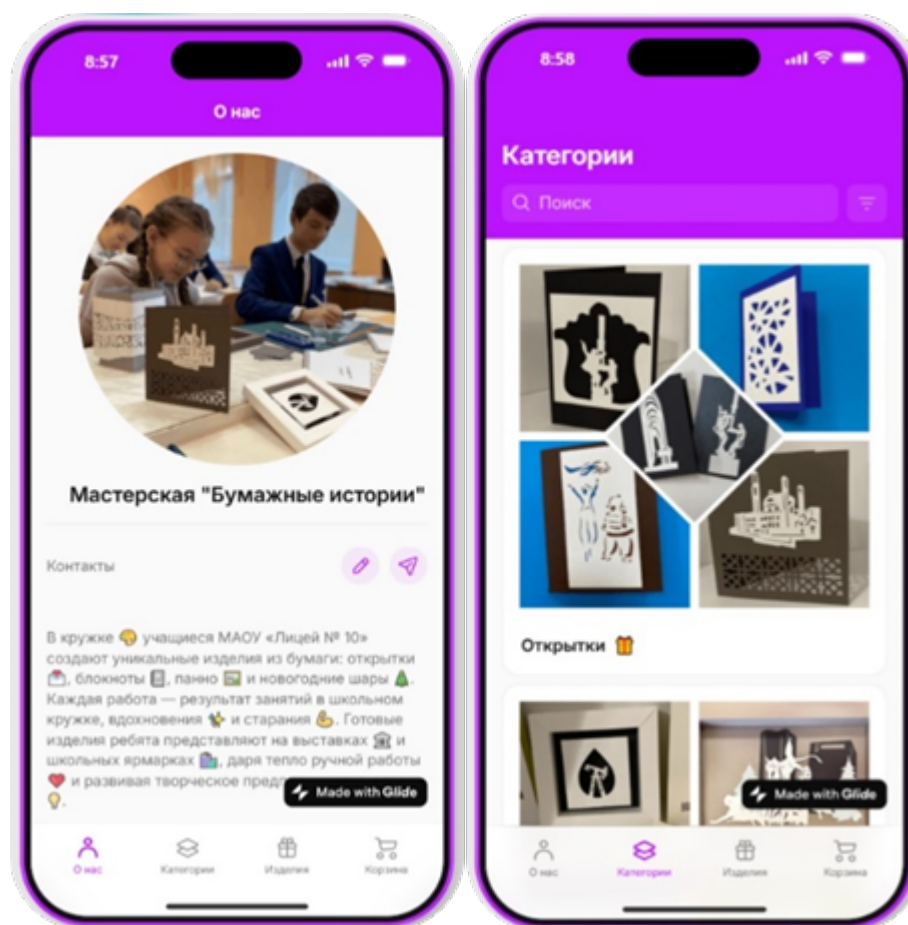 8:57
О нас
Мастерская "Бумажные истории"
Контакты
В кружке 🎨 учащиеся МАОУ «Лицей № 10»
создают уникальные изделия из бумаги: открытки
💌, блокноты 📓, панно 🖼 и новогодние шары 🎄.
Каждая работа — результат занятий в школьном
кружке, вдохновения ✨ и старания 💪. Готовые
изделия ребята представляют на выставках 🏛 и
школьных ярмарках 🛍, даря тепло ручной работы
❤️ и развивая творческое
💡.
Made with Glide
О нас
Категории
Изделия
Корзина
8:58
Категории
Поиск
Открытки 🎁
Made with Glide
О нас
Категории
Изделия
Корзина